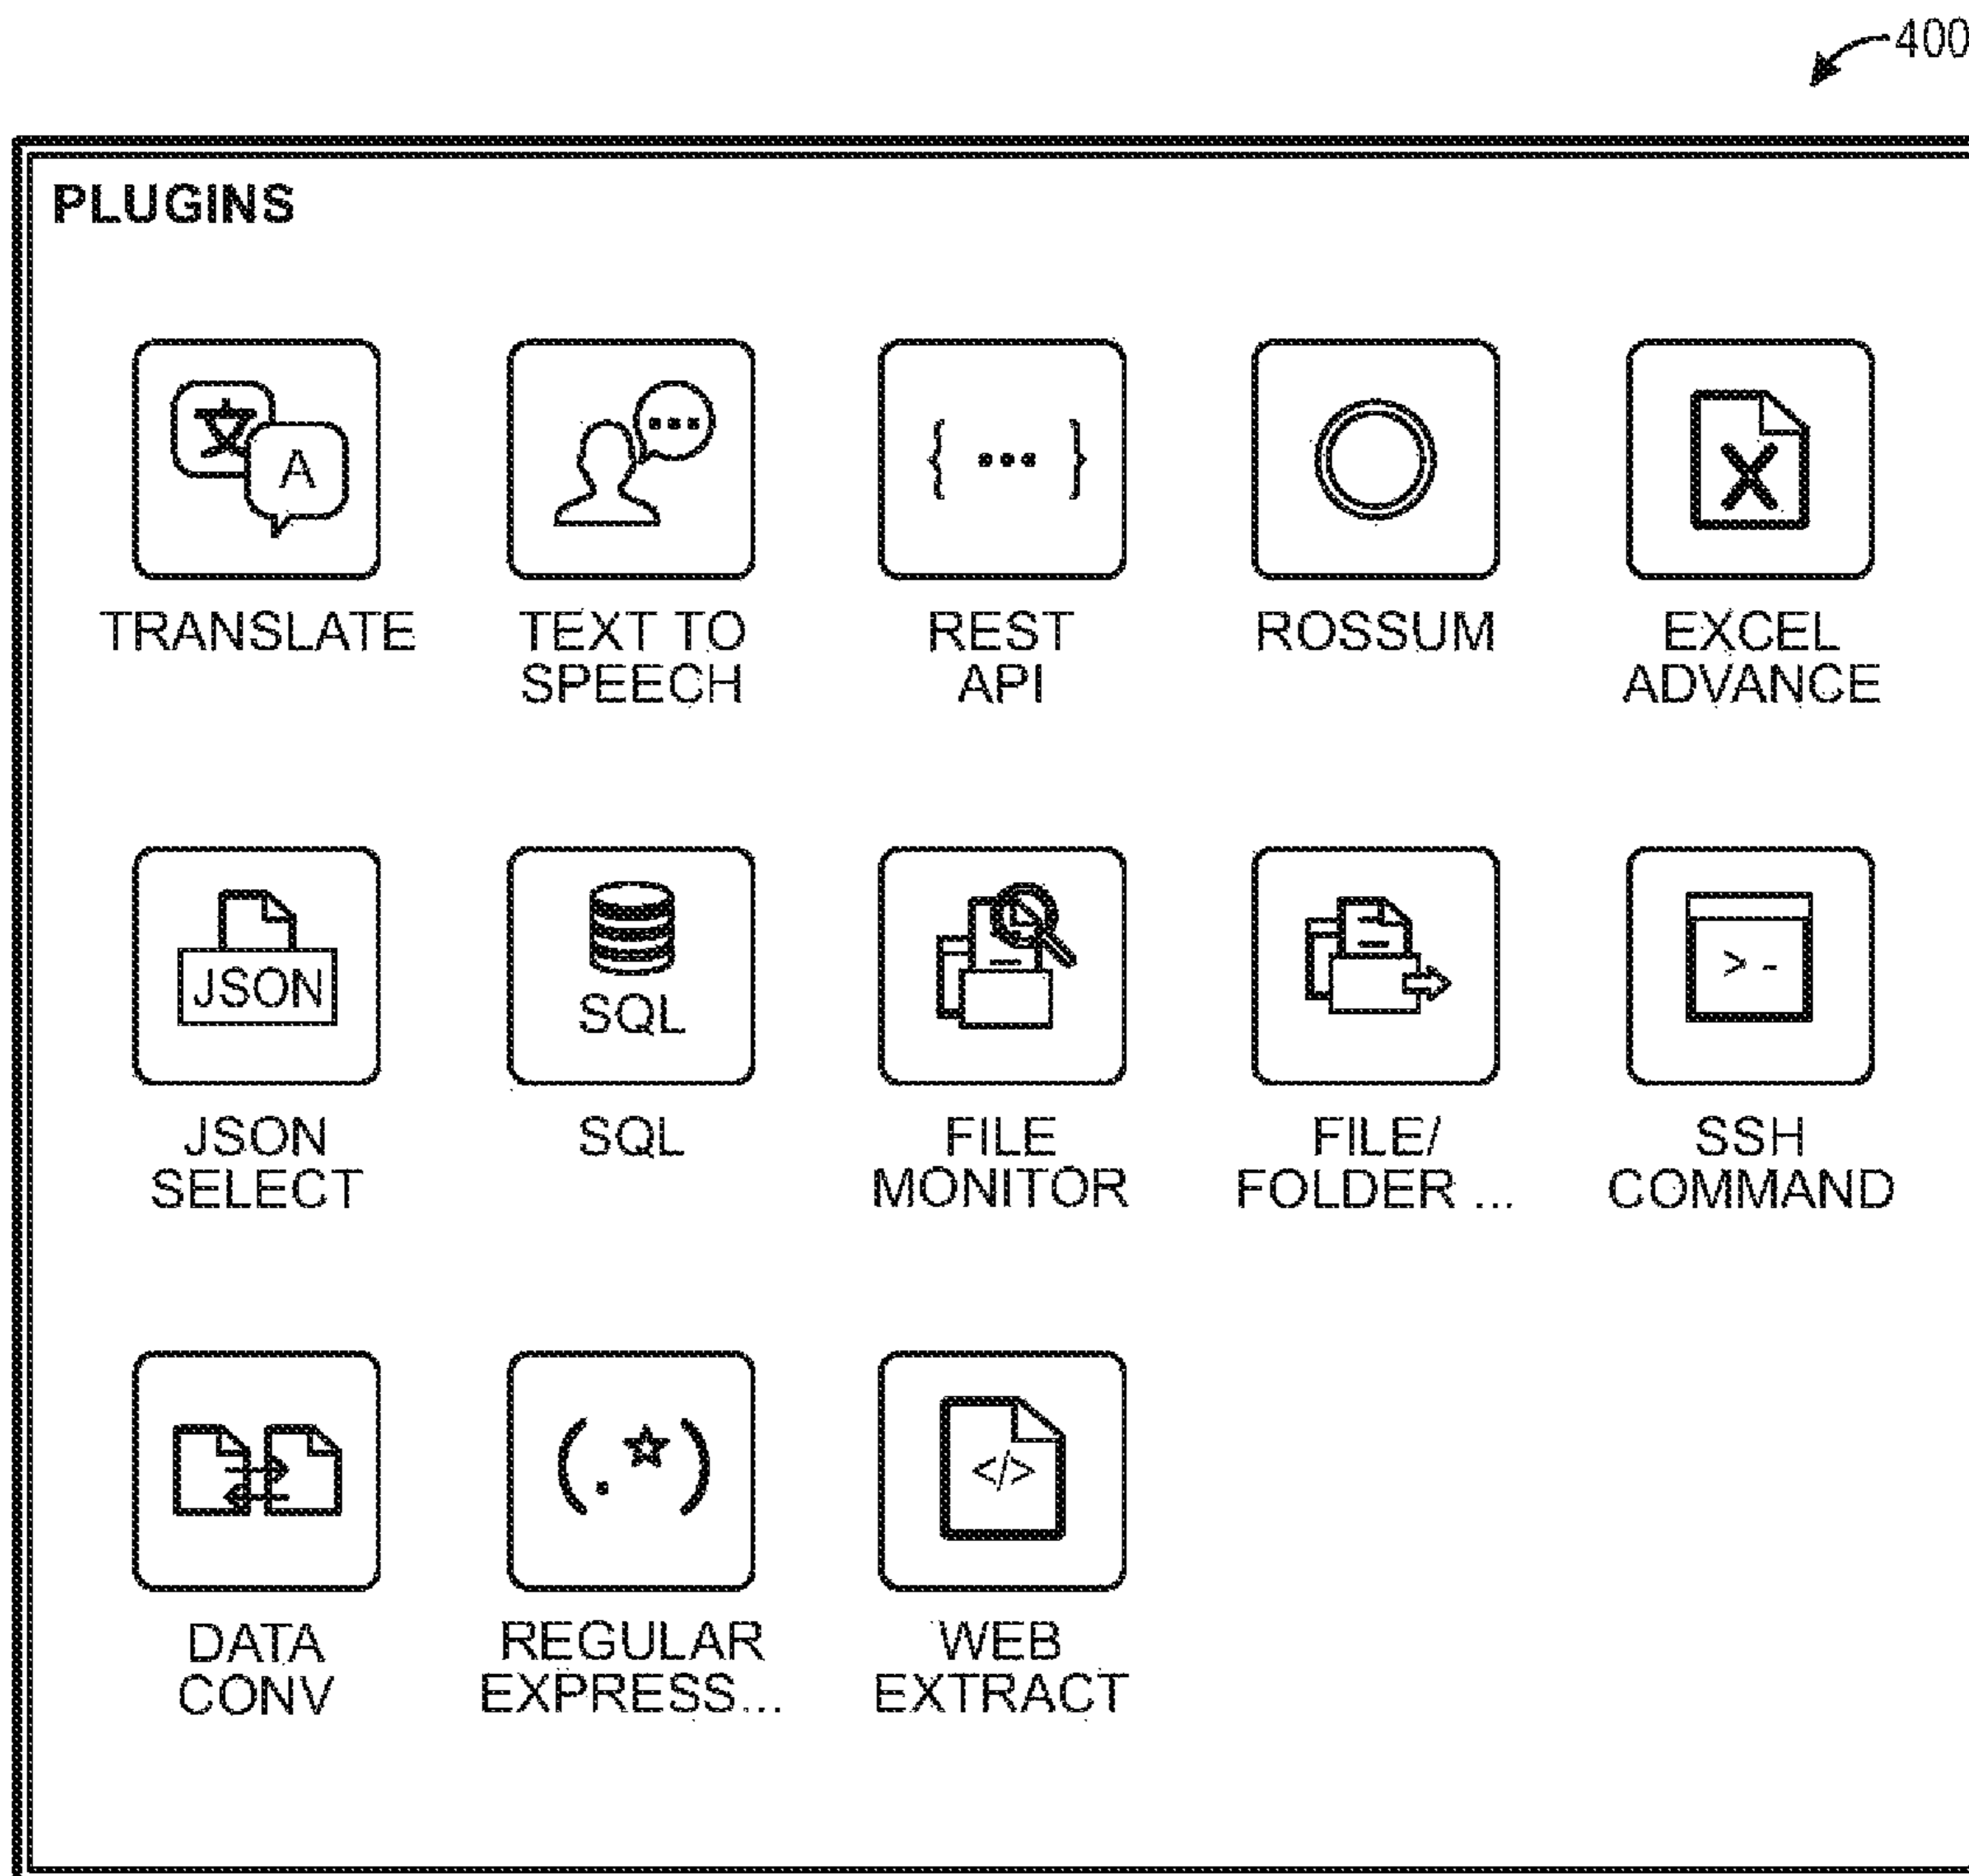 400
PLUGINS
文
A
{ ... }
X
TRANSLATE
TEXT TO
SPEECH
REST
API
ROSSUM
EXCEL
ADVANCE
JSON
SQL
> -
JSON
SELECT
SQL
FILE
MONITOR
FILE/
FOLDER ...
SSH
COMMAND
(.*)
</>
DATA
CONV
REGULAR
EXPRESS...
WEB
EXTRACT